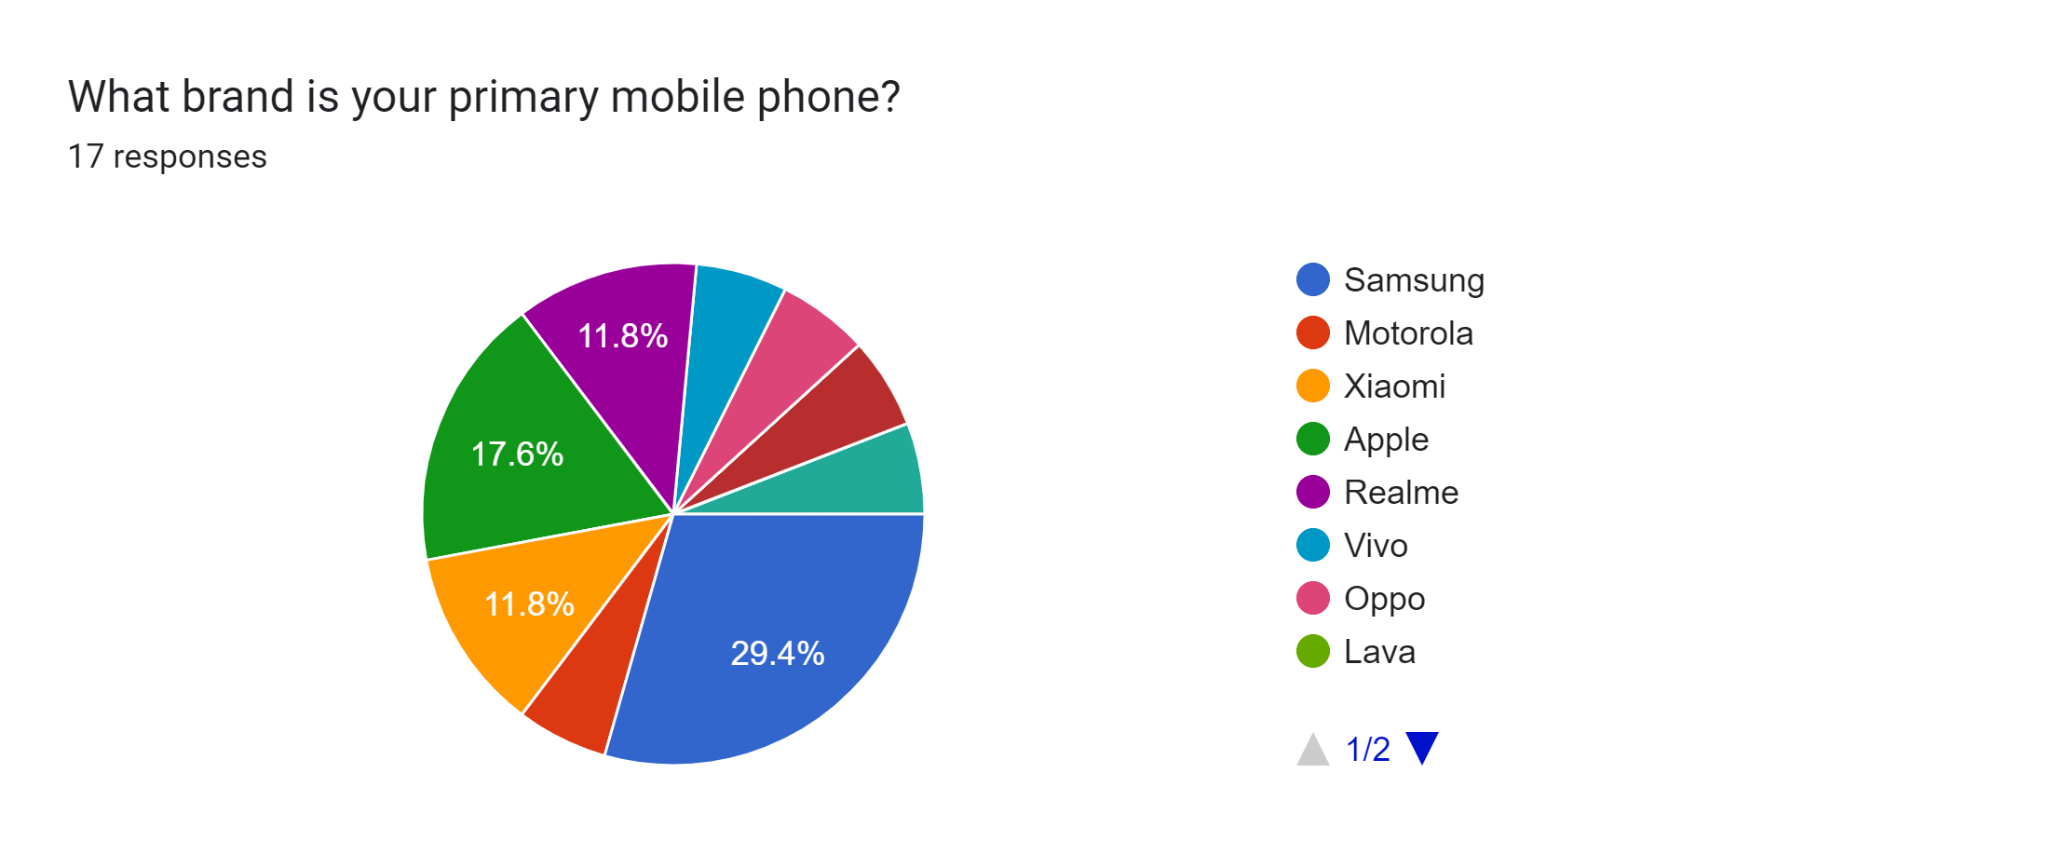 What brand is your primary mobile phone?
17 responses
11.8%
17.6%
11.8%
29.4%
Samsung
Motorola
Xiaomi
Apple
Realme
Vivo
Oppo
Lava
1/2